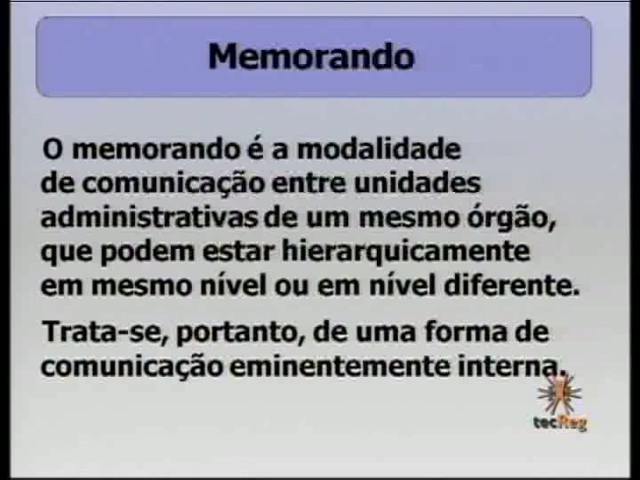 Memorando
O memorando é a modalidade
de comunicação entre unidades
administrativas de um mesmo órgão,
que podem estar hierarquicamente
em mesmo nível ou em nível diferente.
Trata-se, portanto, de uma forma de
comunicação eminentemente interna.
tecReg